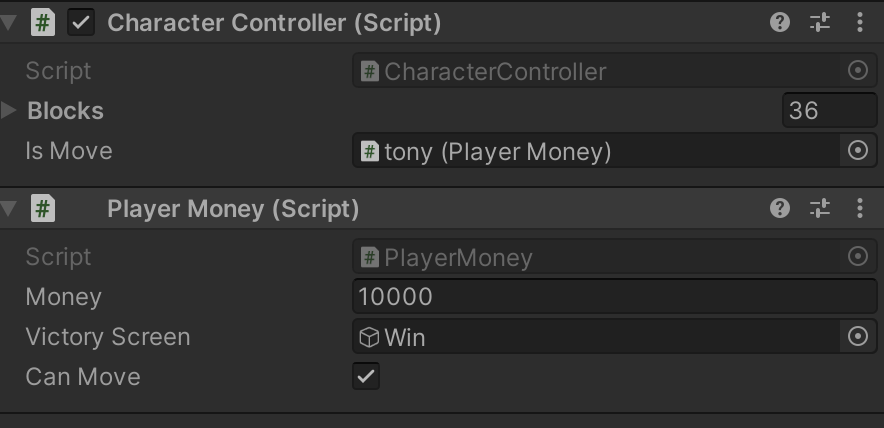 # Character Controller (Script)
Script # CharacterController
Blocks 36
Is Move # tony (Player Money)
# Player Money (Script)
Script # PlayerMoney
Money 10000
Victory Screen Win
Can Move